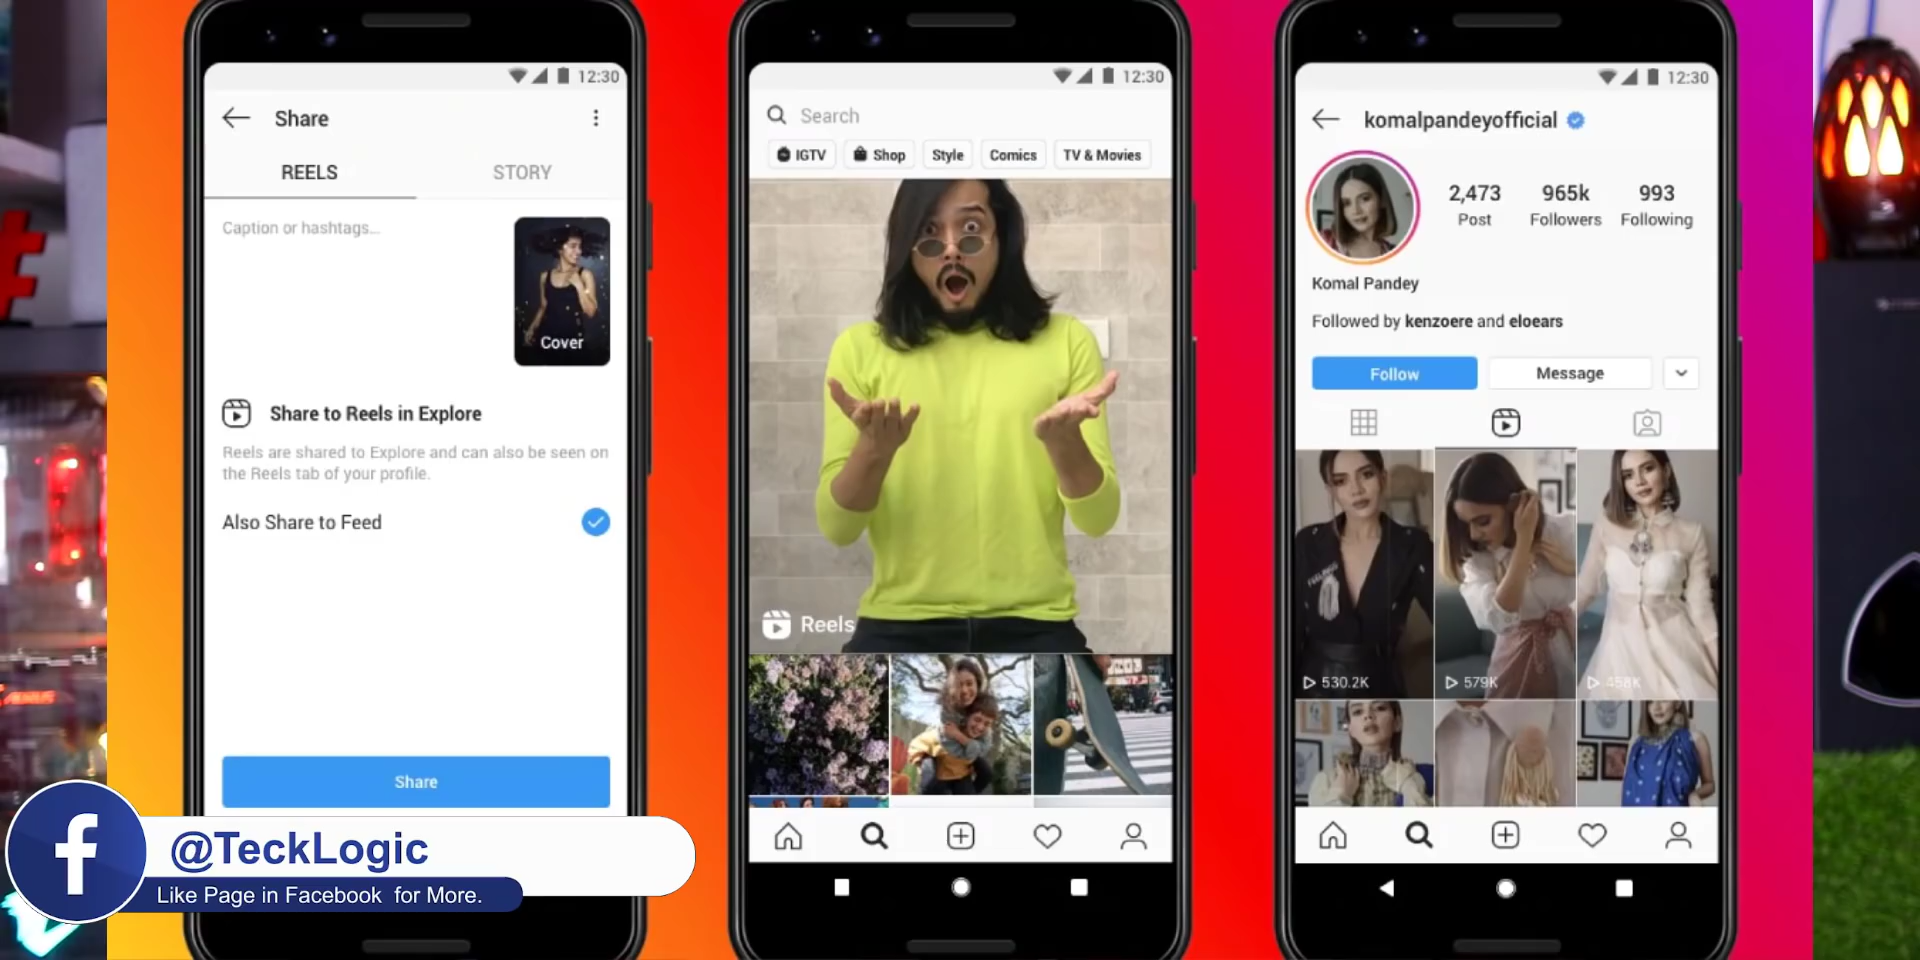 12:30
Share
REELS
STORY
Caption or hashtags...
Cover
Share to Reels in Explore
Reels are shared to Explore and can also be seen on
the Reels tab of your profile.
Also Share to Feed
Share
@TeckLogic
Like Page in Facebook for More.
12:30
Search
IGTV
Shop
Style
Comics
TV & Movies
Reels
12:30
komalpandeyofficial
2,473
965k
993
Post
Followers
Following
Komal Pandey
Followed by kenzoere and eloears
Follow
Message
530.2K
579K
458K